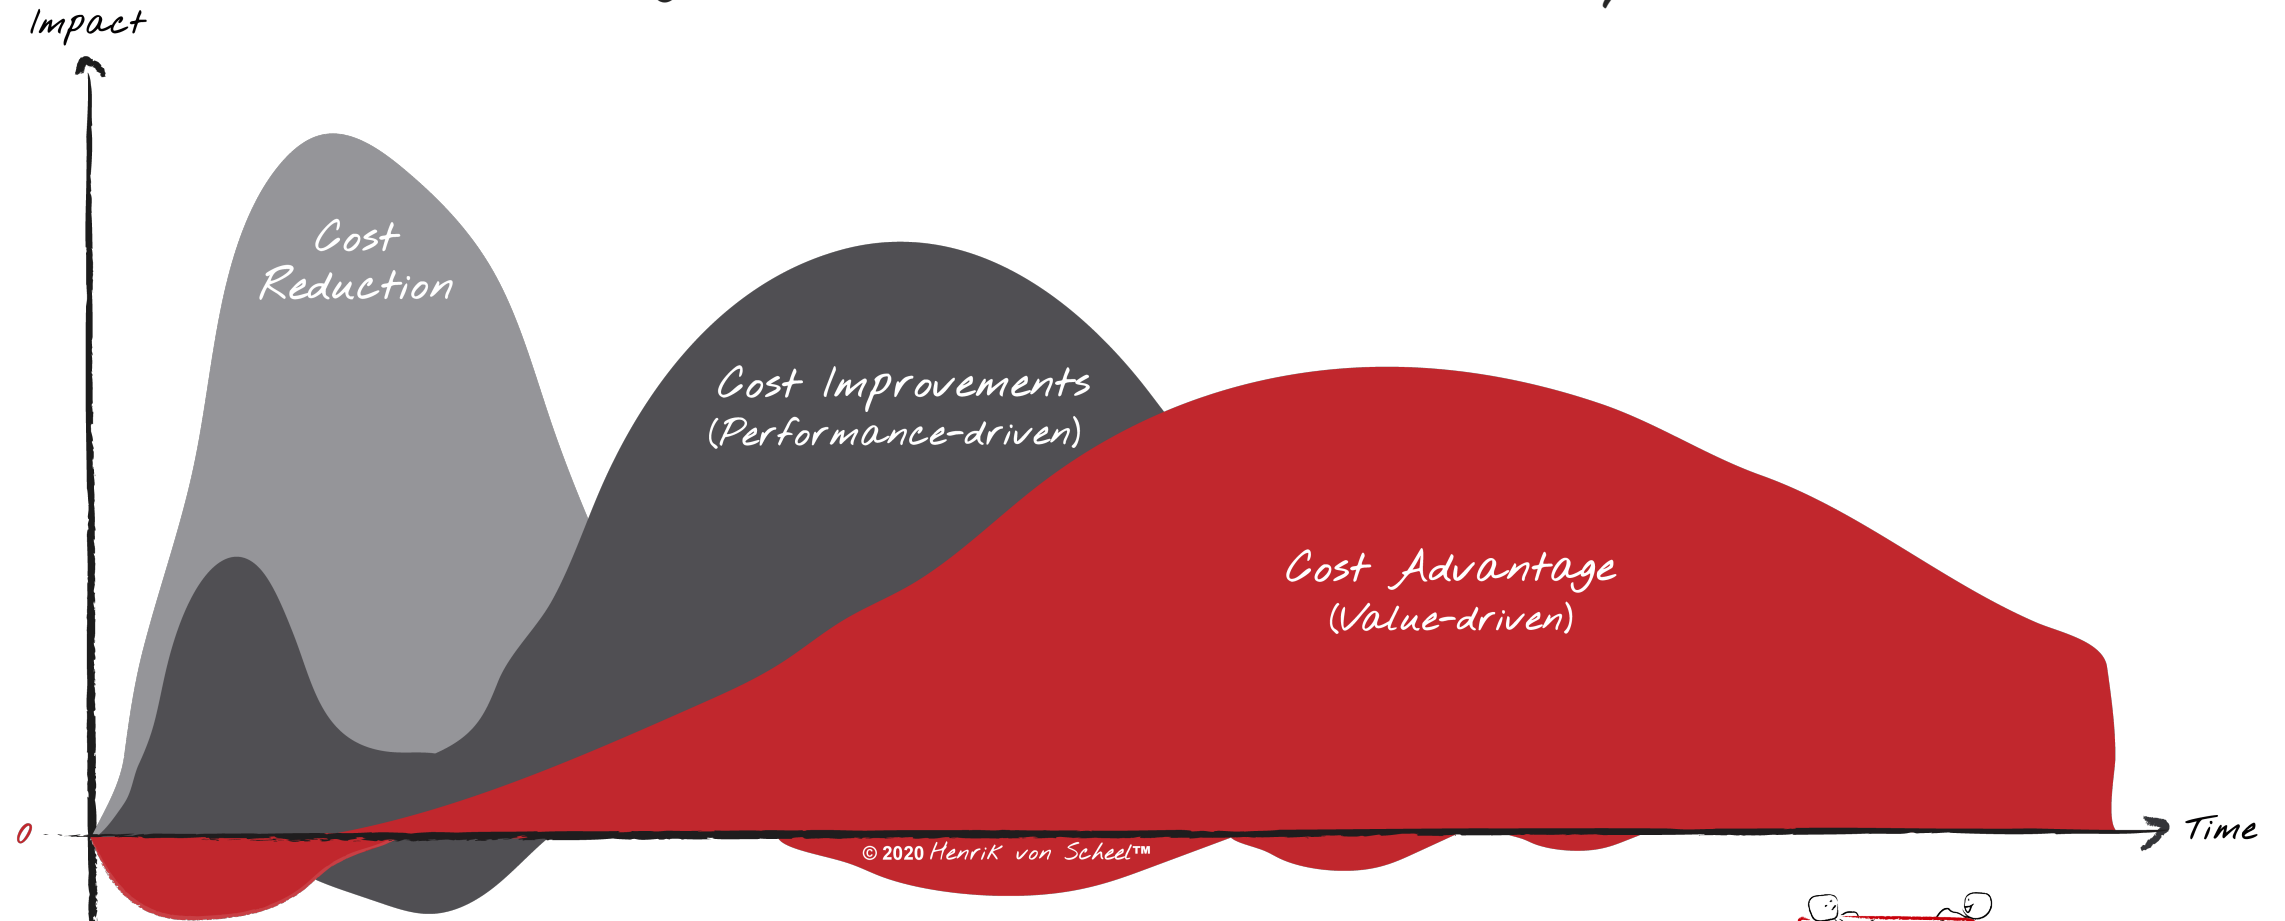 Impact
Cost
Reduction
Cost Improvements
(Performance-driven)
Cost Advantage
(Value-driven)
0
Time
© 2020 Henrik von Scheel™